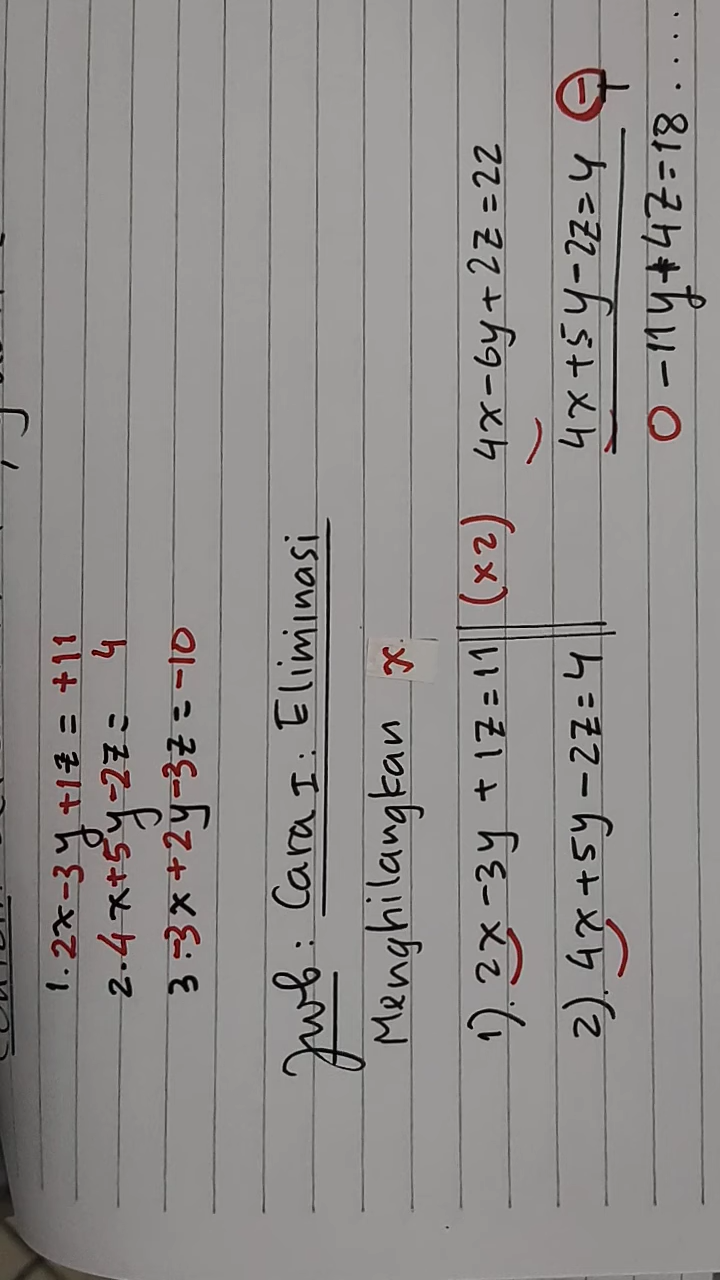 1. 2x-3y+1z = +11
2. 4x+5y-2z = 4
3. -3x+2y-3z = -10
Jwb : Cara I : Eliminasi
Menghilangkan x
1). 2x -3y + 1z = 11 (x2) 4x-6y+2z = 22
2). 4x+5y -2z = 4 4x+5y-2z = 4 -
0 -11y+4z = 18 ....